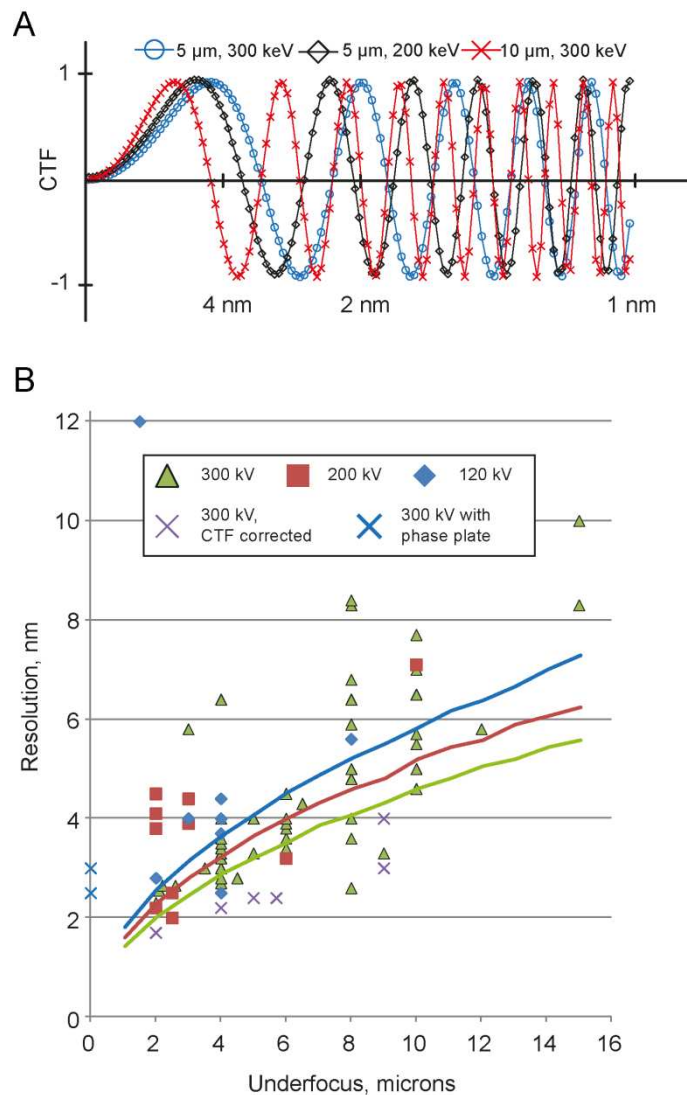 A
5 µm, 300 keV 5 µm, 200 keV 10 µm, 300 keV
1
CTF
-1
4 nm 2 nm 1 nm
B
12
10
8
6
4
2
0
300 kV 200 kV 120 kV
300 kV, CTF corrected
300 kV with phase plate
Resolution, nm
0 2 4 6 8 10 12 14 16
Underfocus, microns